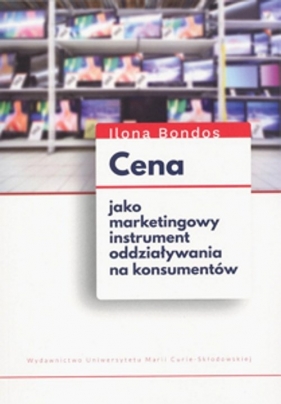 Ilona Bondos
Cena
jako
marketingowy
instrument
oddziaływania
na konsumentów
Wydawnictwo Uniwersytetu Marii Curie-Skłodowskiej